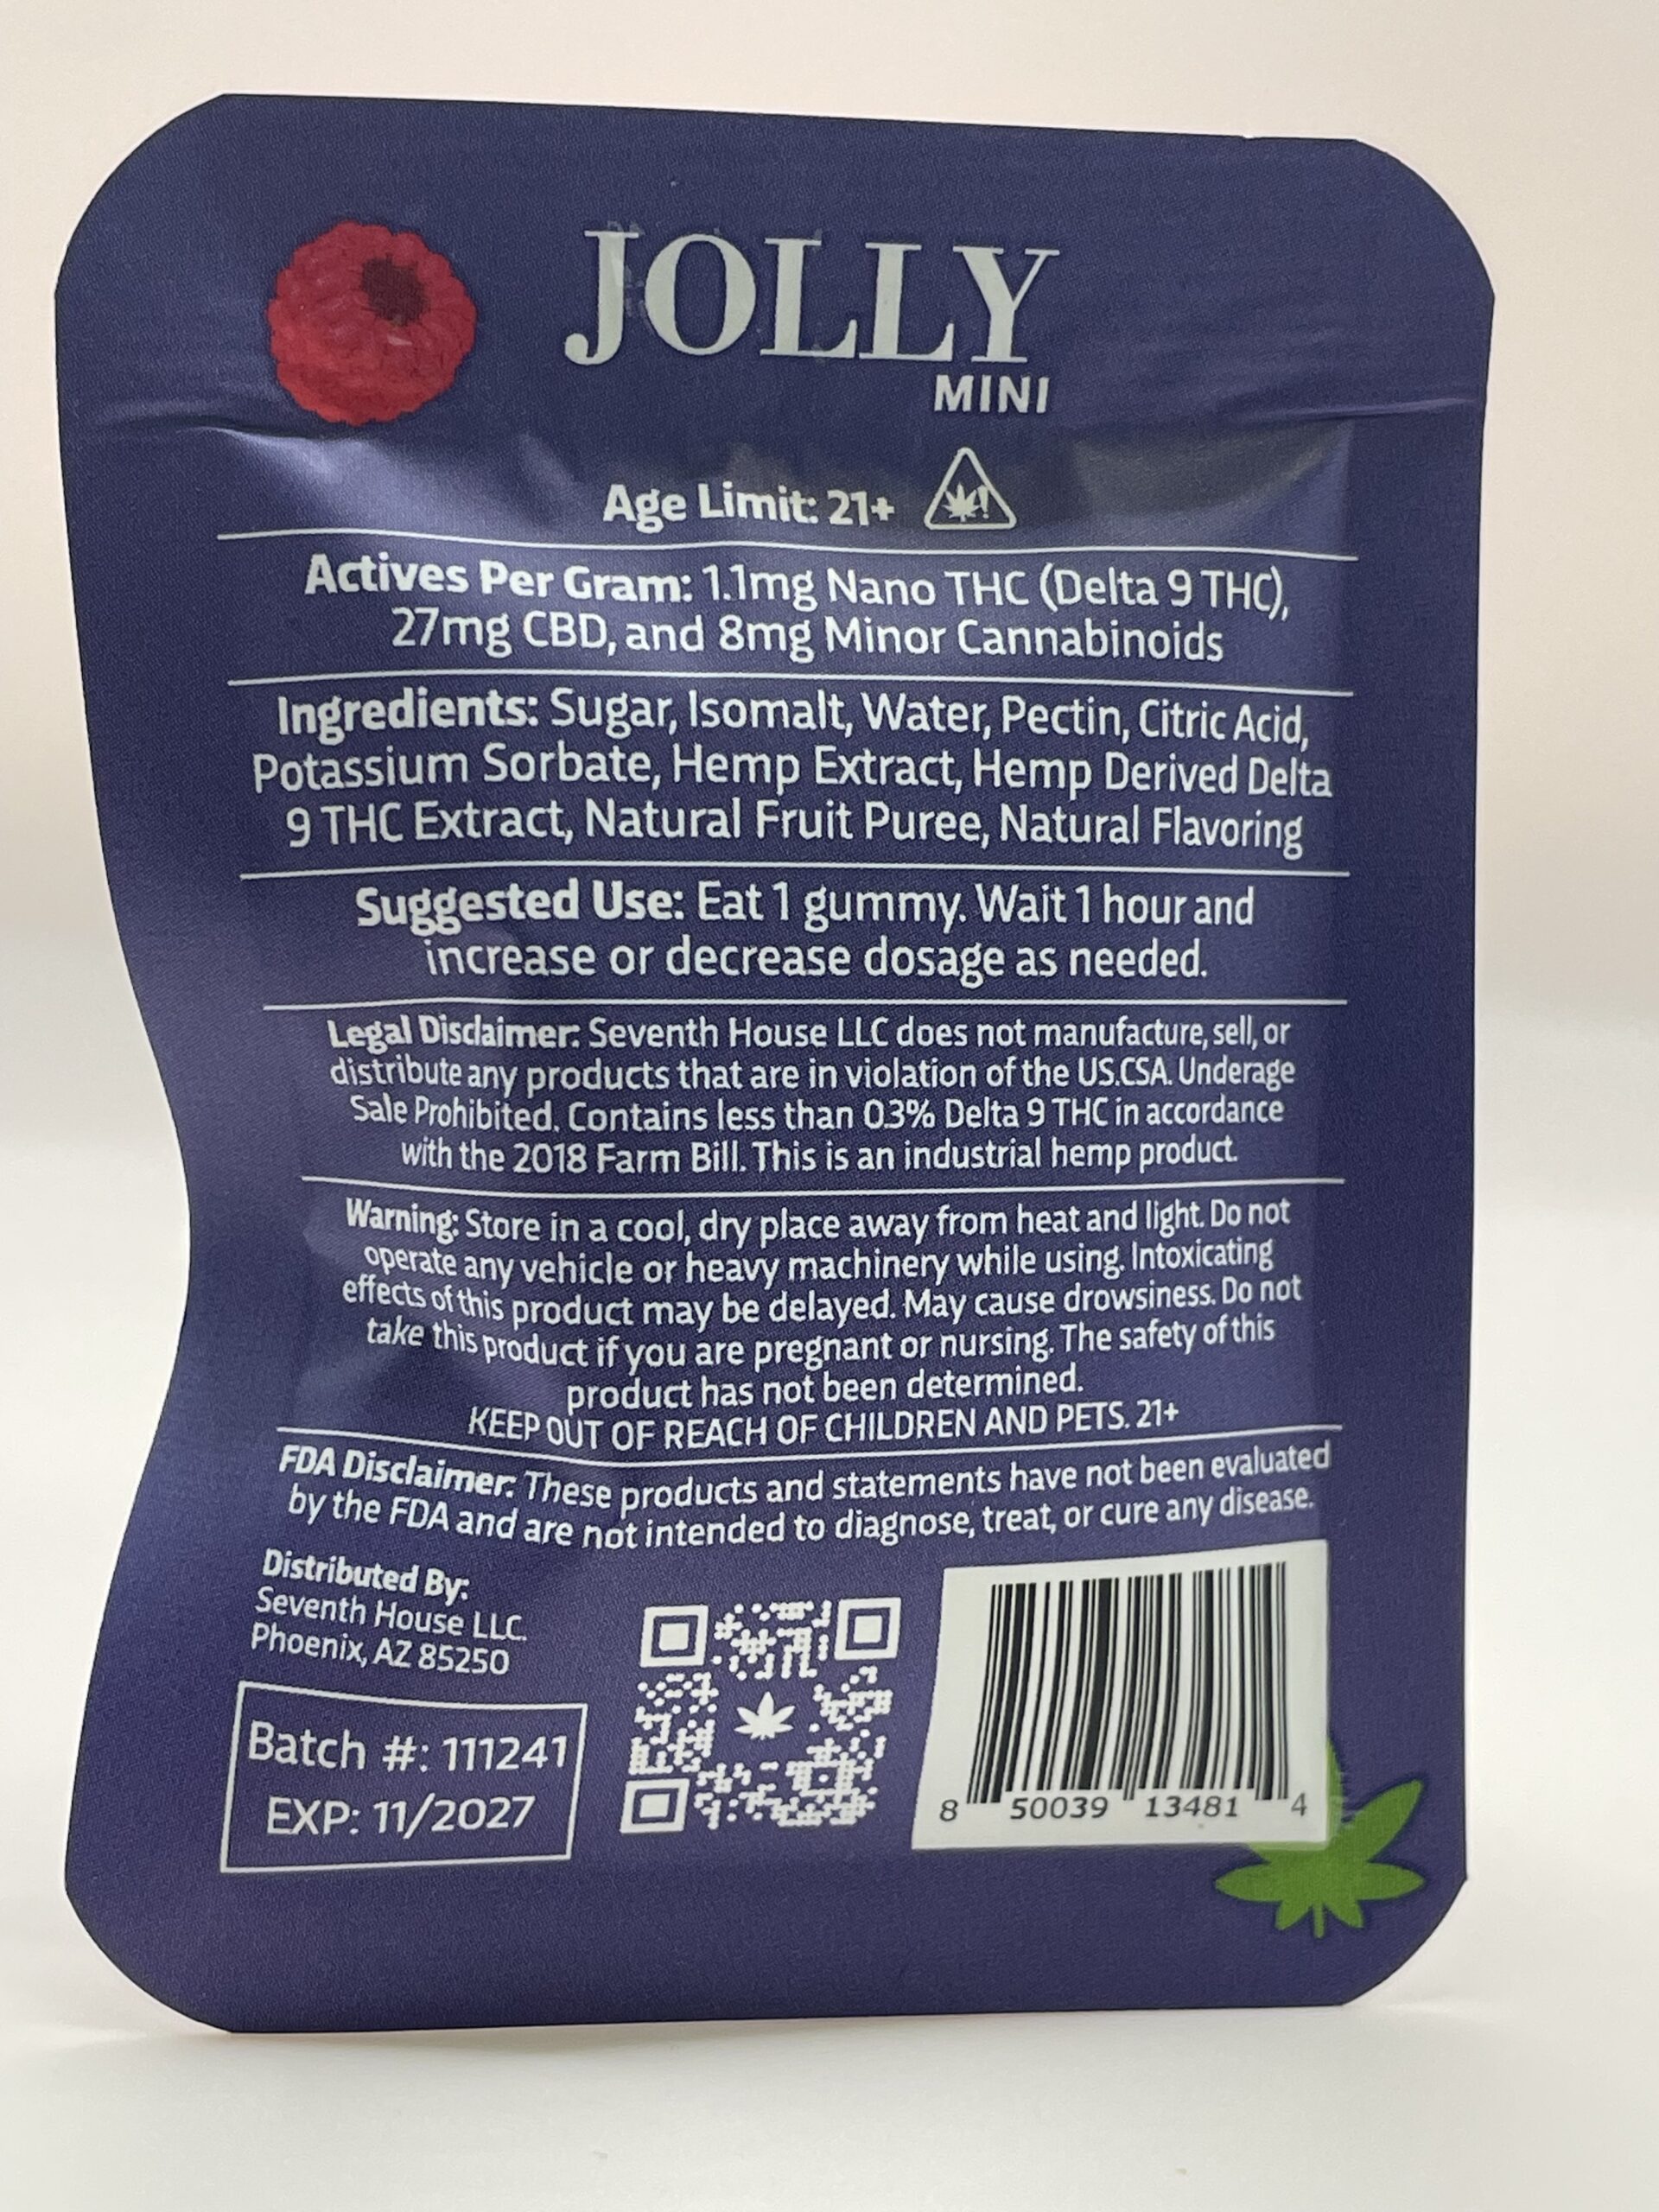 JOLLY
MINI
Age Limit: 21+
Actives Per Gram: 1.1mg Nano THC (Delta 9 THC),
27mg CBD, and 8mg Minor Cannabinoids
Ingredients: Sugar, Isomalt, Water, Pectin, Citric Acid,
Potassium Sorbate, Hemp Extract, Hemp Derived Delta
9 THC Extract, Natural Fruit Puree, Natural Flavoring
Suggested Use: Eat 1 gummy. Wait 1 hour and
increase or decrease dosage as needed.
Legal Disclaimer: Seventh House LLC does not manufacture, sell, or
distribute any products that are in violation of the US.CSA. Underage
Sale Prohibited. Contains less than 0.3% Delta 9 THC in accordance
with the 2018 Farm Bill. This is an industrial hemp product.
Warning: Store in a cool, dry place away from heat and light. Do not
operate any vehicle or heavy machinery while using. Intoxicating
effects of this product may be delayed. May cause drowsiness. Do not
take this product if you are pregnant or nursing. The safety of this
product has not been determined.
KEEP OUT OF REACH OF CHILDREN AND PETS. 21+
FDA Disclaimer: These products and statements have not been evaluated
by the FDA and are not intended to diagnose, treat, or cure any disease.
Distributed By:
Seventh House LLC.
Phoenix, AZ 85250
Batch #: 111241
EXP: 11/2027
8 50039 13481 4